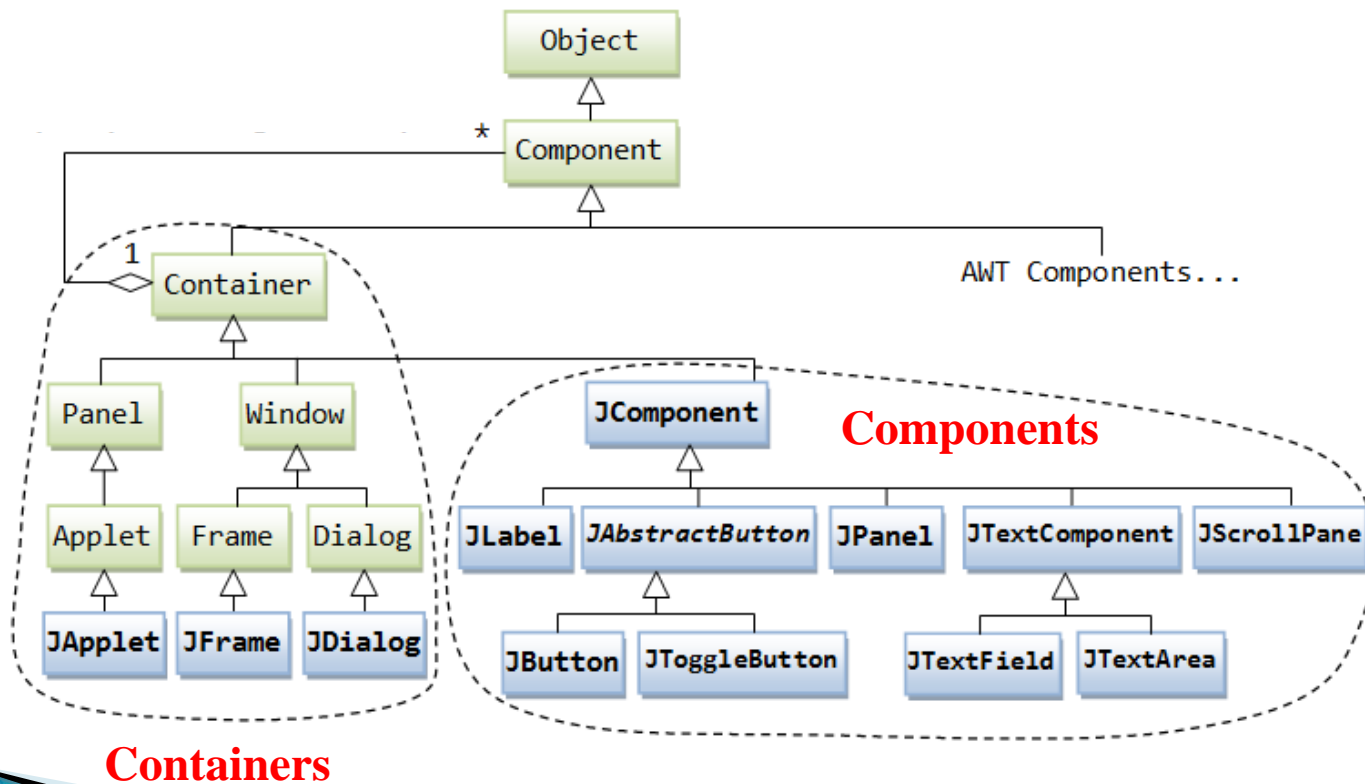 Object
*
Component
1
Container
AWT Components...
Panel
Window
JComponent
Components
Applet
Frame
Dialog
JLabel
JAbstractButton
JPanel
JTextComponent
JScrollPane
JApplet
JFrame
JDialog
JButton
JToggleButton
JTextField
JTextArea
Containers